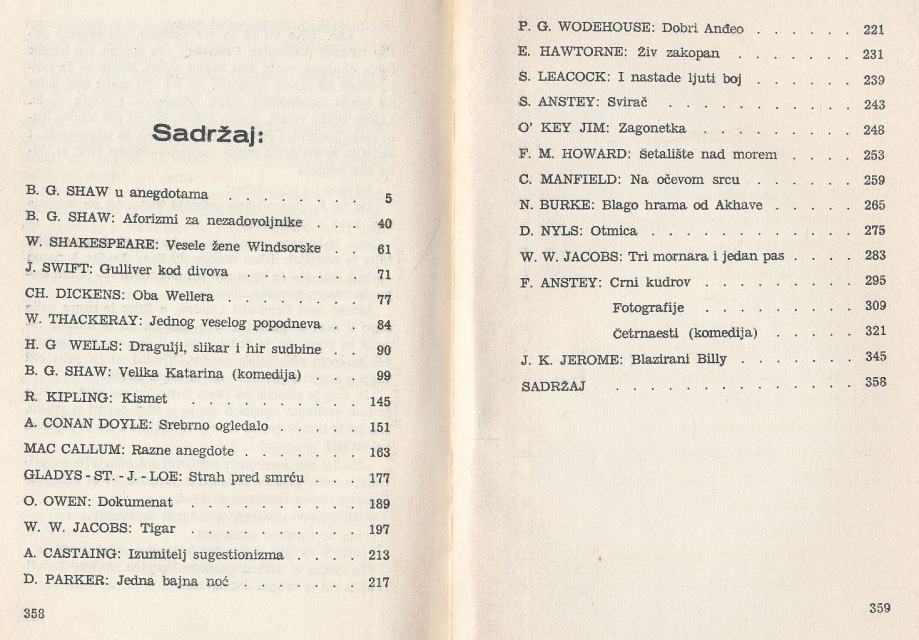 Sadržaj:
B. G. SHAW u anegdotama . . . . . . . 5
B. G. SHAW: Aforizmi za nezadovoljnike . . . 40
W. SHAKESPEARE: Vesele žene Windsorske . . 61
J. SWIFT: Gulliver kod divova . . . . . . 71
CH. DICKENS: Oba Wellera . . . . . . . 77
W. THACKERAY: Jednog veselog popodneva . . 84
H. G WELLS: Dragulji, slikar i hir sudbine . . 90
B. G. SHAW: Velika Katarina (komedija) . . . 99
R. KIPLING: Kismet . . . . . . . . . 145
A. CONAN DOYLE: Srebrno ogledalo . . . . 151
MAC CALLUM: Razne anegdote . . . . . . 163
GLADYS - ST. - J. - LOE: Strah pred smrću . . . 177
O. OWEN: Dokumenat . . . . . . . . 189
W. W. JACOBS: Tigar . . . . . . . . 197
A. CASTAING: Izumitelj sugestionizma . . . . 213
D. PARKER: Jedna bajna noć . . . . . . 217
358
P. G. WODEHOUSE: Dobri Anđeo . . . . . 221
E. HAWTORNE: Živ zakopan . . . . . . 231
S. LEACOCK: I nastade ljuti boj . . . . . 239
S. ANSTEY: Svirač . . . . . . . . . 243
O' KEY JIM: Zagonetka . . . . . . . 248
F. M. HOWARD: Šetalište nad morem . . . . 253
C. MANFIELD: Na očevom srcu . . . . . . 259
N. BURKE: Blago hrama od Akhave . . . . 265
D. NYLS: Otmica . . . . . . . . . 275
W. W. JACOBS: Tri mornara i jedan pas . . . . 283
F. ANSTEY: Crni kudrov . . . . . . . 295
Fotografije . . . . . . . 309
Četrnaesti (komedija) . . . . 321
J. K. JEROME: Blazirani Billy . . . . . . 345
SADRŽAJ . . . . . . . . . . 358
359